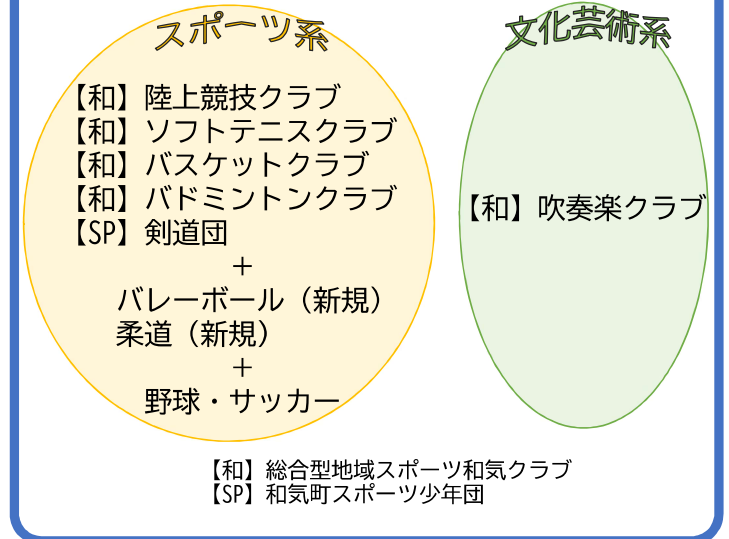 スポーツ系
【和】陸上競技クラブ
【和】ソフトテニスクラブ
【和】バスケットクラブ
【和】バドミントンクラブ
【SP】剣道団
＋
バレーボール（新規）
柔道（新規）
＋
野球・サッカー
文化芸術系
【和】吹奏楽クラブ
【和】総合型地域スポーツ和気クラブ
【SP】和気町スポーツ少年団